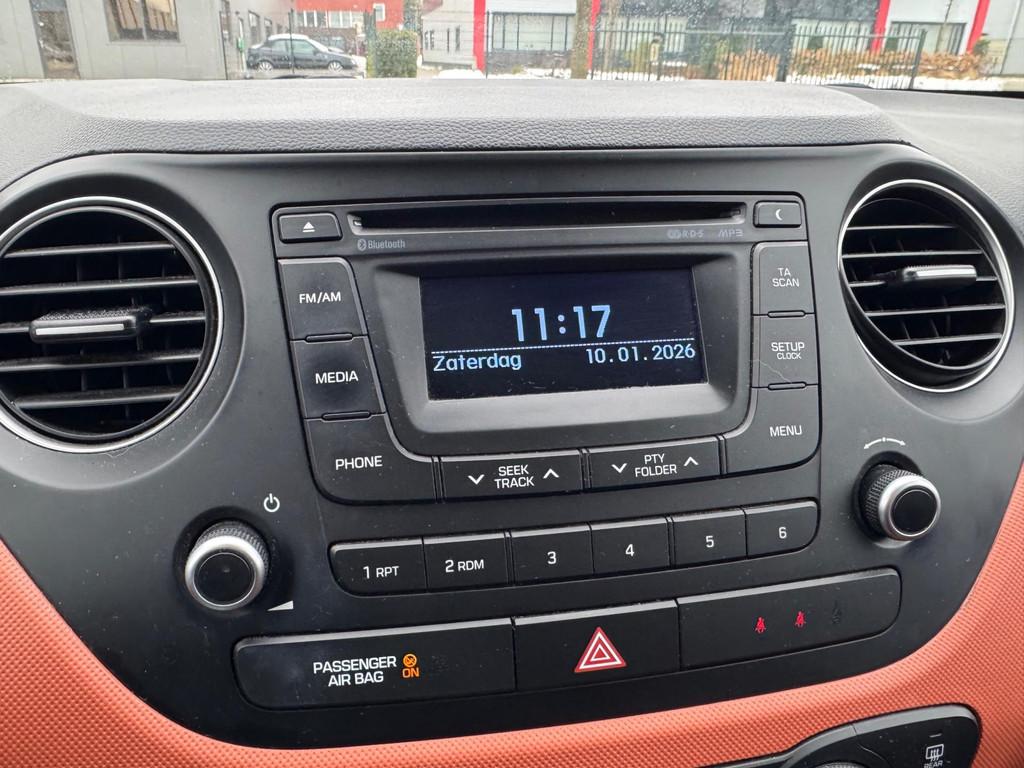 Bluetooth
R·D·S MP3
FM/AM
TA
SCAN
11:17
Zaterdag 10.01.2026
SETUP
CLOCK
MEDIA
MENU
PHONE
SEEK
TRACK
PTY
FOLDER
1 RPT
2 RDM
3
4
5
6
PASSENGER
AIR BAG
ON
REAR